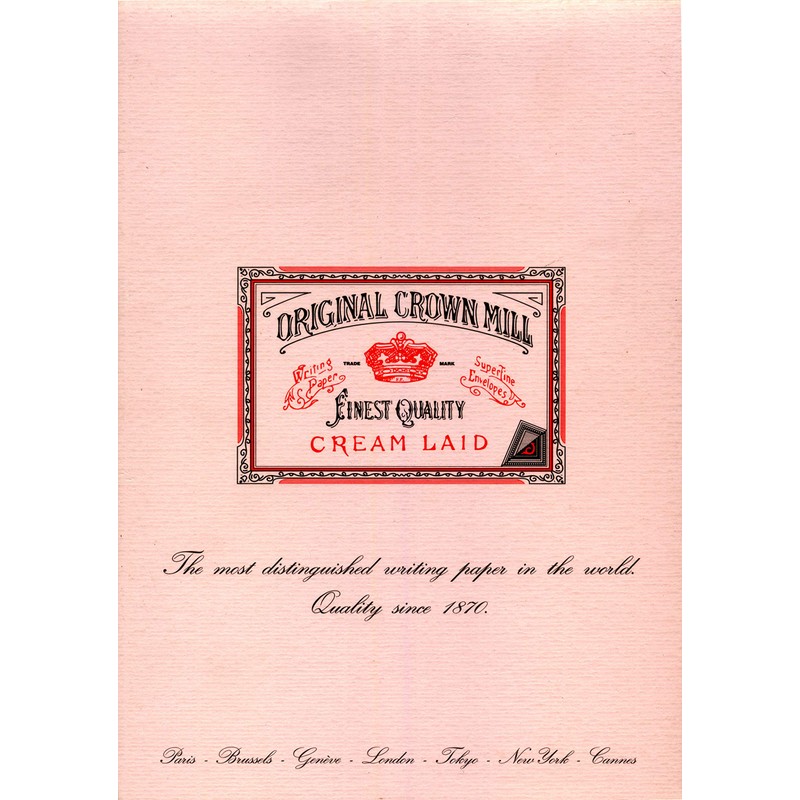 ORIGINAL CROWN MILL
TRADE MARK
Writing
Paper
Superfine
Envelopes
FINEST QUALITY
CREAM LAID
The most distinguished writing paper in the world.
Quality since 1870.
Paris - Brussels - Genève - London - Tokyo - New York - Cannes